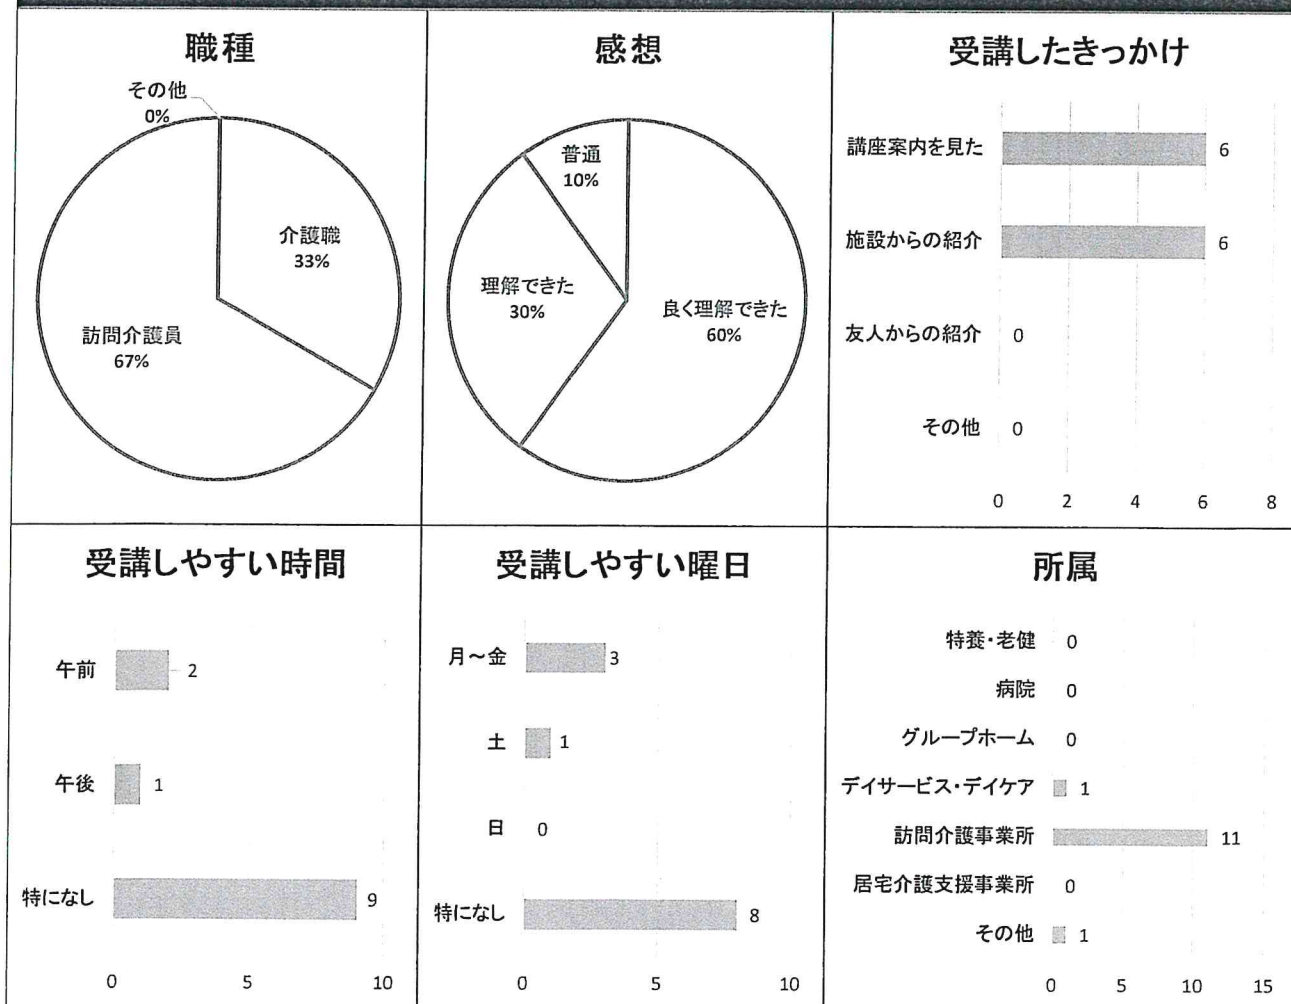 職種
その他
0%
介護職
33%
訪問介護員
67%
感想
普通
10%
理解できた
30%
良く理解できた
60%
受講したきっかけ
講座案内を見た 6
施設からの紹介 6
友人からの紹介 0
その他 0
0 2 4 6 8
受講しやすい時間
午前 2
午後 1
特になし 9
0 5 10
受講しやすい曜日
月～金 3
土 1
日 0
特になし 8
0 5 10
所属
特養・老健 0
病院 0
グループホーム 0
デイサービス・デイケア 1
訪問介護事業所 11
居宅介護支援事業所 0
その他 1
0 5 10 15